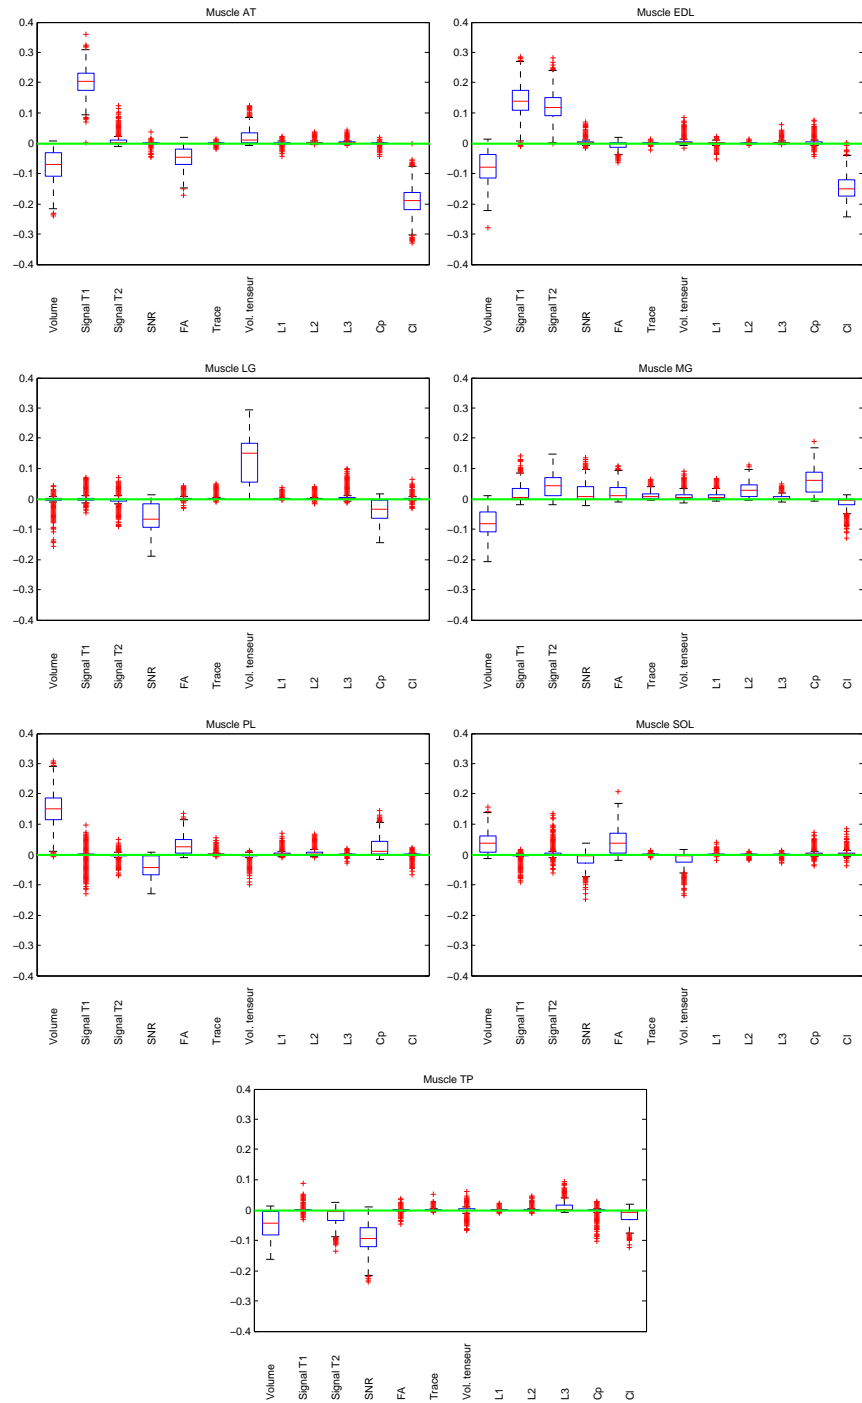 Muscle AT
0.4
0.3
0.2
0.1
0
−0.1
−0.2
−0.3
−0.4
Volume
Signal T1
Signal T2
SNR
FA
Trace
Vol. tenseur
L1
L2
L3
Cp
Cl
Muscle EDL
0.4
0.3
0.2
0.1
0
−0.1
−0.2
−0.3
−0.4
Volume
Signal T1
Signal T2
SNR
FA
Trace
Vol. tenseur
L1
L2
L3
Cp
Cl
Muscle LG
0.4
0.3
0.2
0.1
0
−0.1
−0.2
−0.3
−0.4
Volume
Signal T1
Signal T2
SNR
FA
Trace
Vol. tenseur
L1
L2
L3
Cp
Cl
Muscle MG
0.4
0.3
0.2
0.1
0
−0.1
−0.2
−0.3
−0.4
Volume
Signal T1
Signal T2
SNR
FA
Trace
Vol. tenseur
L1
L2
L3
Cp
Cl
Muscle PL
0.4
0.3
0.2
0.1
0
−0.1
−0.2
−0.3
−0.4
Volume
Signal T1
Signal T2
SNR
FA
Trace
Vol. tenseur
L1
L2
L3
Cp
Cl
Muscle SOL
0.4
0.3
0.2
0.1
0
−0.1
−0.2
−0.3
−0.4
Volume
Signal T1
Signal T2
SNR
FA
Trace
Vol. tenseur
L1
L2
L3
Cp
Cl
Muscle TP
0.4
0.3
0.2
0.1
0
−0.1
−0.2
−0.3
−0.4
Volume
Signal T1
Signal T2
SNR
FA
Trace
Vol. tenseur
L1
L2
L3
Cp
Cl